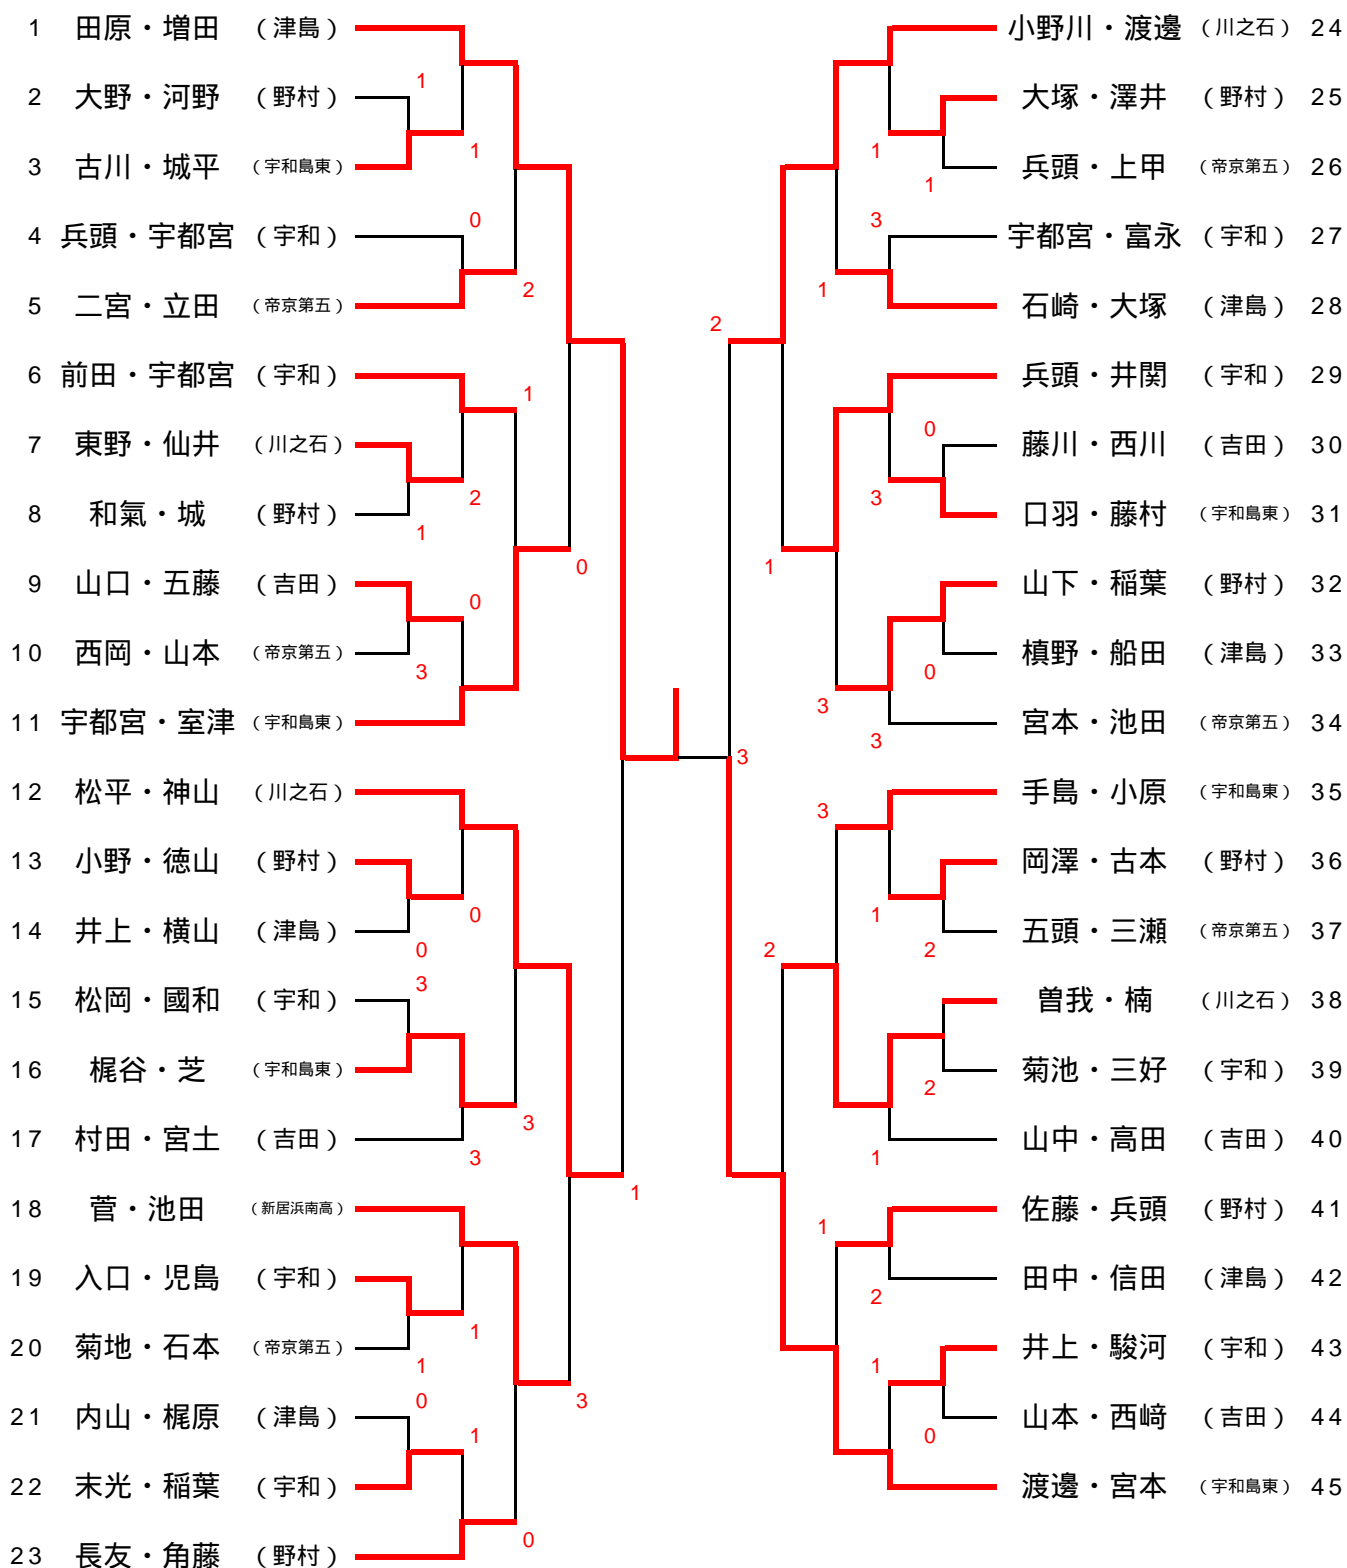 1 田原・増田 （津島）
2 大野・河野 （野村）
3 古川・城平 （宇和島東）
4 兵頭・宇都宮 （宇和）
5 二宮・立田 （帝京第五）
6 前田・宇都宮 （宇和）
7 東野・仙井 （川之石）
8 和氣・城 （野村）
9 山口・五藤 （吉田）
10 西岡・山本 （帝京第五）
11 宇都宮・室津 （宇和島東）
12 松平・神山 （川之石）
13 小野・徳山 （野村）
14 井上・横山 （津島）
15 松岡・國和 （宇和）
16 梶谷・芝 （宇和島東）
17 村田・宮土 （吉田）
18 菅・池田 （新居浜南高）
19 入口・児島 （宇和）
20 菊地・石本 （帝京第五）
21 内山・梶原 （津島）
22 末光・稲葉 （宇和）
23 長友・角藤 （野村）
1
1
0
2
1
2
1
0
0
3
0
0
3
3
3
1
1
1
0
3
1
0
2
3
小野川・渡邊 （川之石） 24
大塚・澤井 （野村） 25
兵頭・上甲 （帝京第五） 26
宇都宮・富永 （宇和） 27
石崎・大塚 （津島） 28
兵頭・井関 （宇和） 29
藤川・西川 （吉田） 30
口羽・藤村 （宇和島東） 31
山下・稲葉 （野村） 32
槙野・船田 （津島） 33
宮本・池田 （帝京第五） 34
手島・小原 （宇和島東） 35
岡澤・古本 （野村） 36
五頭・三瀬 （帝京第五） 37
曽我・楠 （川之石） 38
菊池・三好 （宇和） 39
山中・高田 （吉田） 40
佐藤・兵頭 （野村） 41
田中・信田 （津島） 42
井上・駿河 （宇和） 43
山本・西﨑 （吉田） 44
渡邊・宮本 （宇和島東） 45
1
1
3
1
0
3
1
0
3
3
3
1
2
2
2
1
1
2
1
0